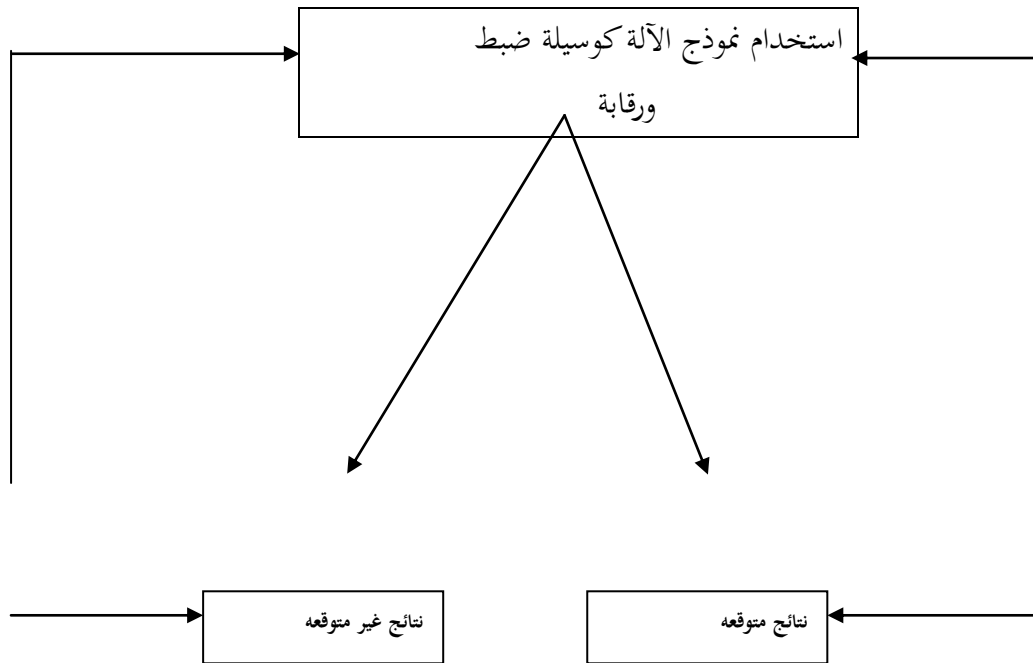 استخدام نموذج الآلة كوسيلة ضبط
ورقابة
نتائج متوقعه
نتائج غير متوقعه